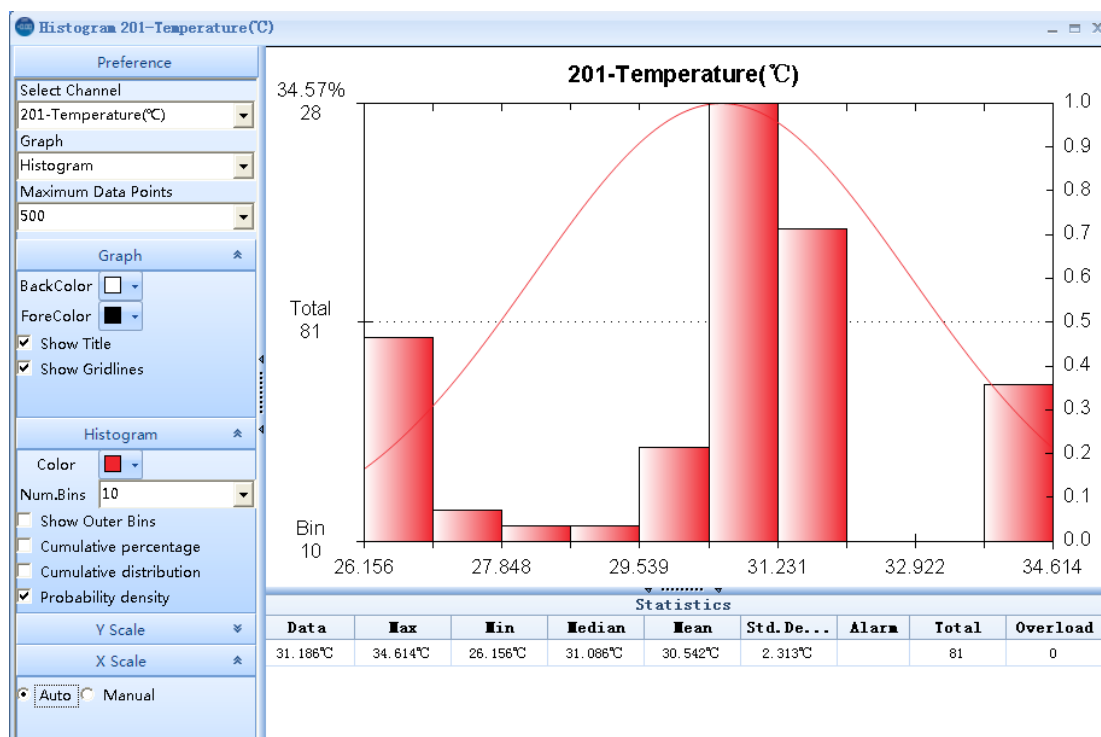 Histogram 201-Temperature(℃)
Preference
Select Channel
201-Temperature(℃)
Graph
Histogram
Maximum Data Points
500
Graph
BackColor
ForeColor
Show Title
Show Gridlines
Histogram
Color
Num.Bins 10
Show Outer Bins
Cumulative percentage
Cumulative distribution
Probability density
Y Scale
X Scale
Auto Manual
201-Temperature(℃)
34.57%
28
Total
81
Bin
10
1.0
0.9
0.8
0.7
0.6
0.5
0.4
0.3
0.2
0.1
0.0
26.156 27.848 29.539 31.231 32.922 34.614
Statistics
Data Max Min Median Mean Std.De... Alarm Total Overload
31.186℃ 34.614℃ 26.156℃ 31.086℃ 30.542℃ 2.313℃ 81 0